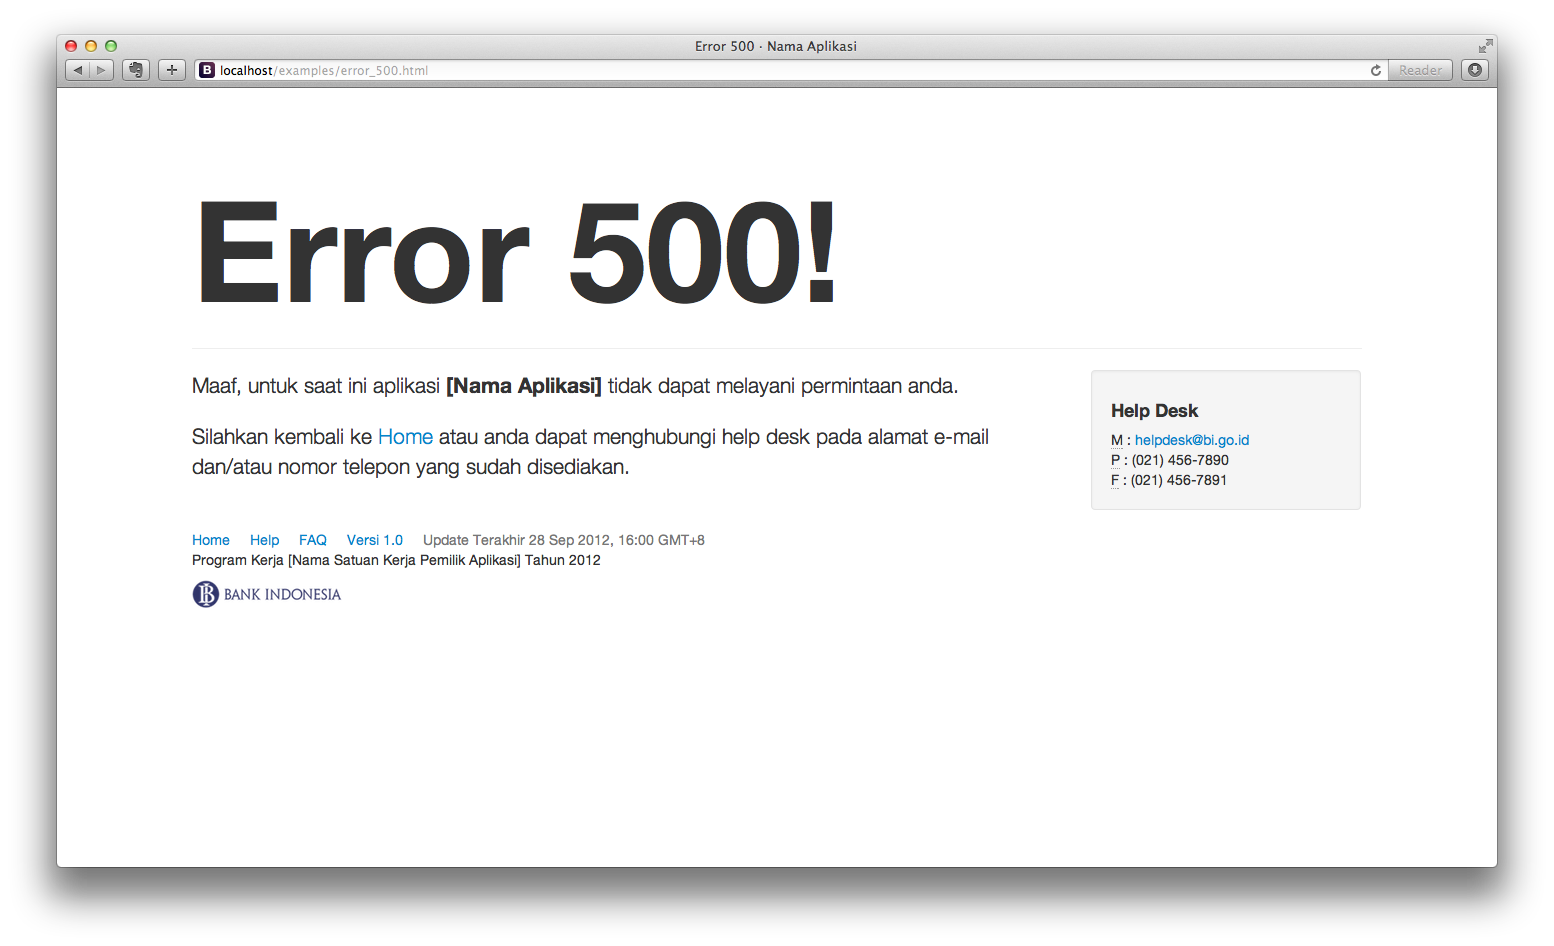 Error 500 · Nama Aplikasi
B localhost/examples/error_500.html
Reader
Error 500!
Maaf, untuk saat ini aplikasi [Nama Aplikasi] tidak dapat melayani permintaan anda.
Silahkan kembali ke Home atau anda dapat menghubungi help desk pada alamat e-mail
dan/atau nomor telepon yang sudah disediakan.
Help Desk
M : helpdesk@bi.go.id
P : (021) 456-7890
F : (021) 456-7891
Home Help FAQ Versi 1.0 Update Terakhir 28 Sep 2012, 16:00 GMT+8
Program Kerja [Nama Satuan Kerja Pemilik Aplikasi] Tahun 2012
BANK INDONESIA